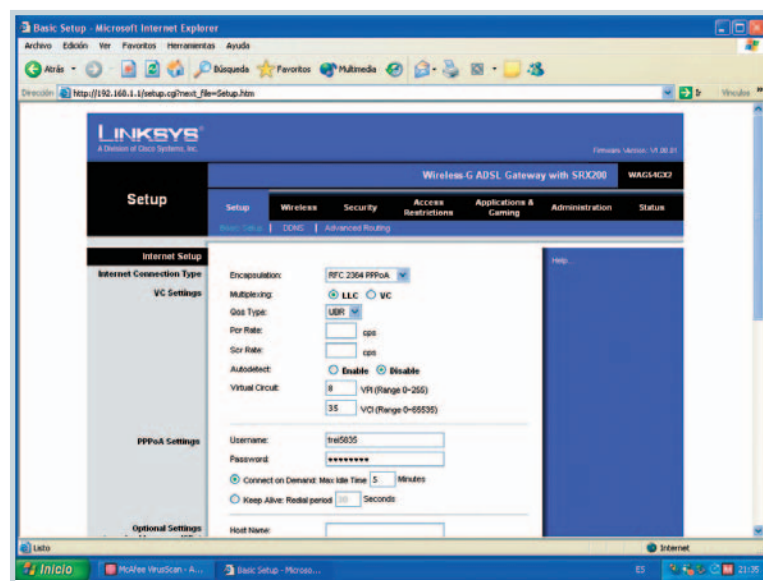 Basic Setup - Microsoft Internet Explorer
Archivo Edición Ver Favoritos Herramientas Ayuda
Atrás Búsqueda Favoritos Multimedia
Dirección http://192.168.1.1/setup.cgi?next_file=Setup.htm Ir Vínculos
LINKSYS®
A Division of Cisco Systems, Inc.
Firmware Version: V1.00.01
Wireless-G ADSL Gateway with SRX200 WAG54GX2
Setup
Setup Wireless Security Access Restrictions Applications & Gaming Administration Status
Basic Setup | DDNS | Advanced Routing
Internet Setup
Help...
Internet Connection Type Encapsulation: RFC 2364 PPPoA
VC Settings Multiplexing: LLC VC
Qos Type: UBR
Pcr Rate: cps
Scr Rate: cps
Autodetect: Enable Disable
Virtual Circuit: 8 VPI (Range 0~255)
35 VCI (Range 0~65535)
PPPoA Settings Username: trei5835
Password: ••••••••
Connect on Demand: Max Idle Time 5 Minutes
Keep Alive: Redial period 30 Seconds
Optional Settings Host Name:
Listo Internet
Inicio McAfee VirusScan - A... Basic Setup - Microso... ES 21:35